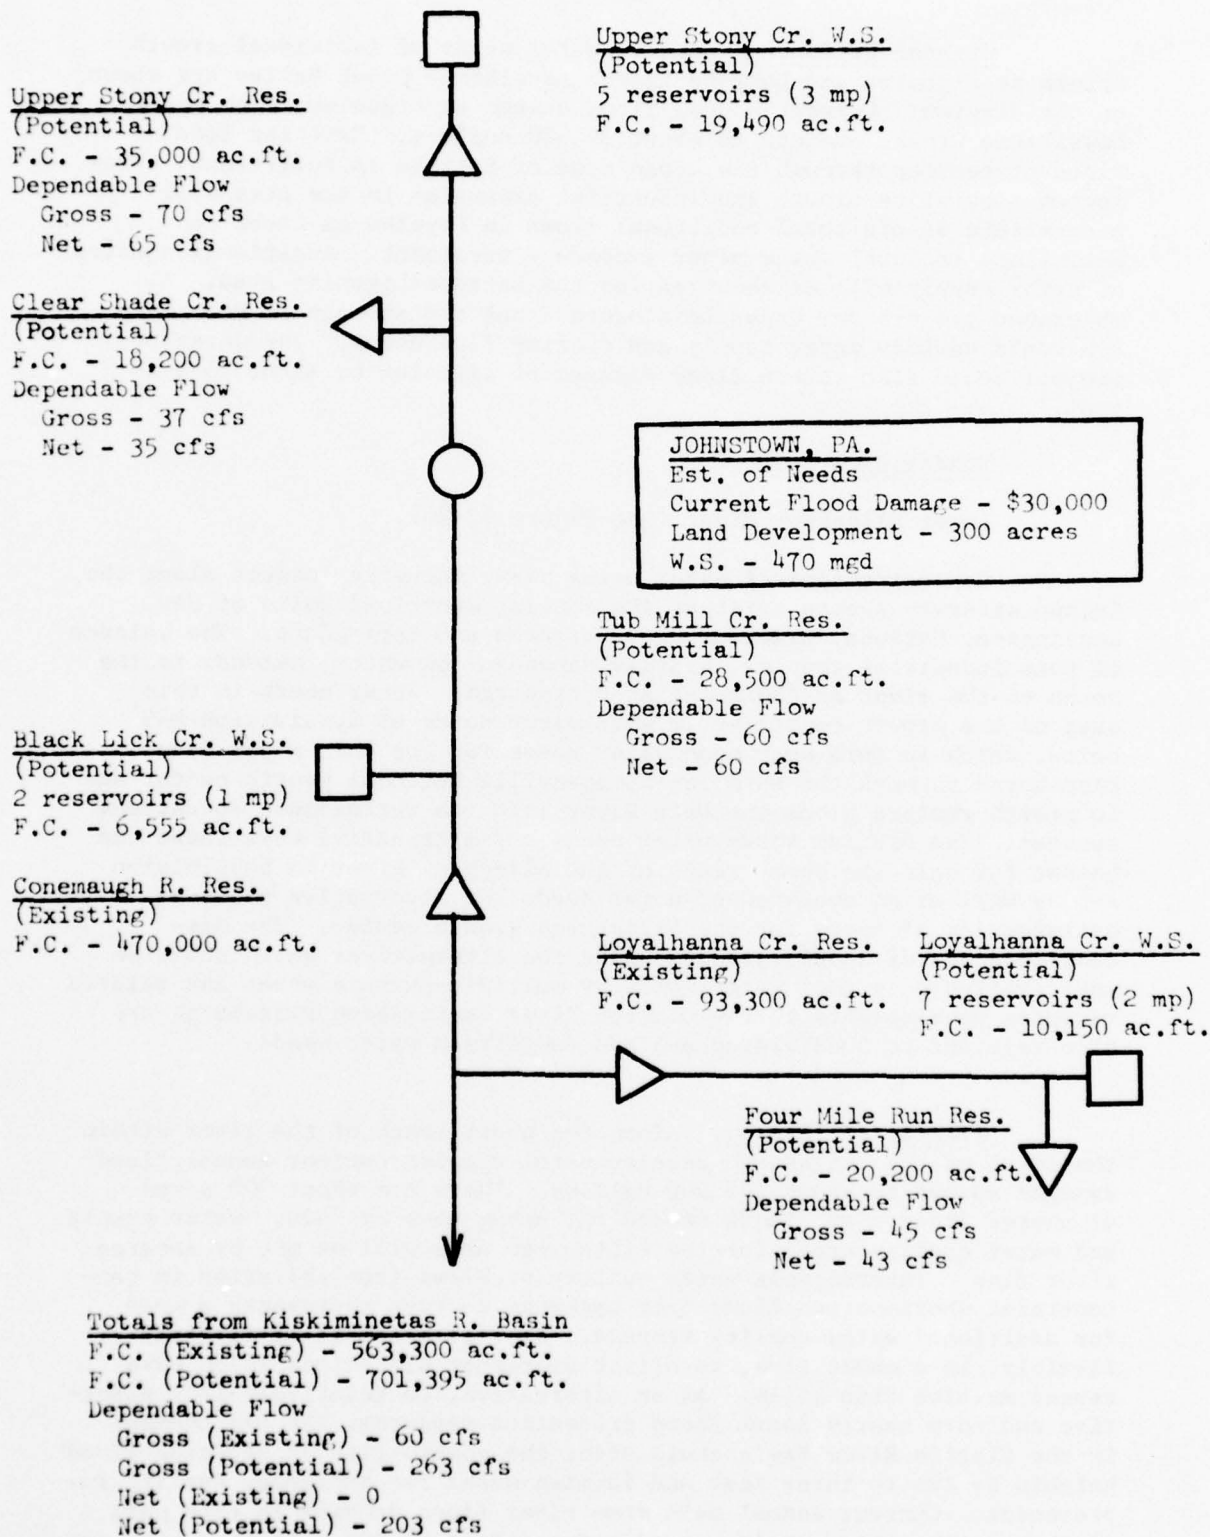 Upper Stony Cr. W.S.
(Potential)
5 reservoirs (3 mp)
F.C. - 19,490 ac.ft.
Upper Stony Cr. Res.
(Potential)
F.C. - 35,000 ac.ft.
Dependable Flow
Gross - 70 cfs
Net - 65 cfs
Clear Shade Cr. Res.
(Potential)
F.C. - 18,200 ac.ft.
Dependable Flow
Gross - 37 cfs
Net - 35 cfs
JOHNSTOWN, PA.
Est. of Needs
Current Flood Damage - $30,000
Land Development - 300 acres
W.S. - 470 mgd
Tub Mill Cr. Res.
(Potential)
F.C. - 28,500 ac.ft.
Dependable Flow
Gross - 60 cfs
Net - 60 cfs
Black Lick Cr. W.S.
(Potential)
2 reservoirs (1 mp)
F.C. - 6,555 ac.ft.
Conemaugh R. Res.
(Existing)
F.C. - 470,000 ac.ft.
Loyalhanna Cr. Res.
(Existing)
F.C. - 93,300 ac.ft.
Loyalhanna Cr. W.S.
(Potential)
7 reservoirs (2 mp)
F.C. - 10,150 ac.ft.
Four Mile Run Res.
(Potential)
F.C. - 20,200 ac.ft.
Dependable Flow
Gross - 45 cfs
Net - 43 cfs
Totals from Kiskiminetas R. Basin
F.C. (Existing) - 563,300 ac.ft.
F.C. (Potential) - 701,395 ac.ft.
Dependable Flow
Gross (Existing) - 60 cfs
Gross (Potential) - 263 cfs
Net (Existing) - 0
Net (Potential) - 203 cfs